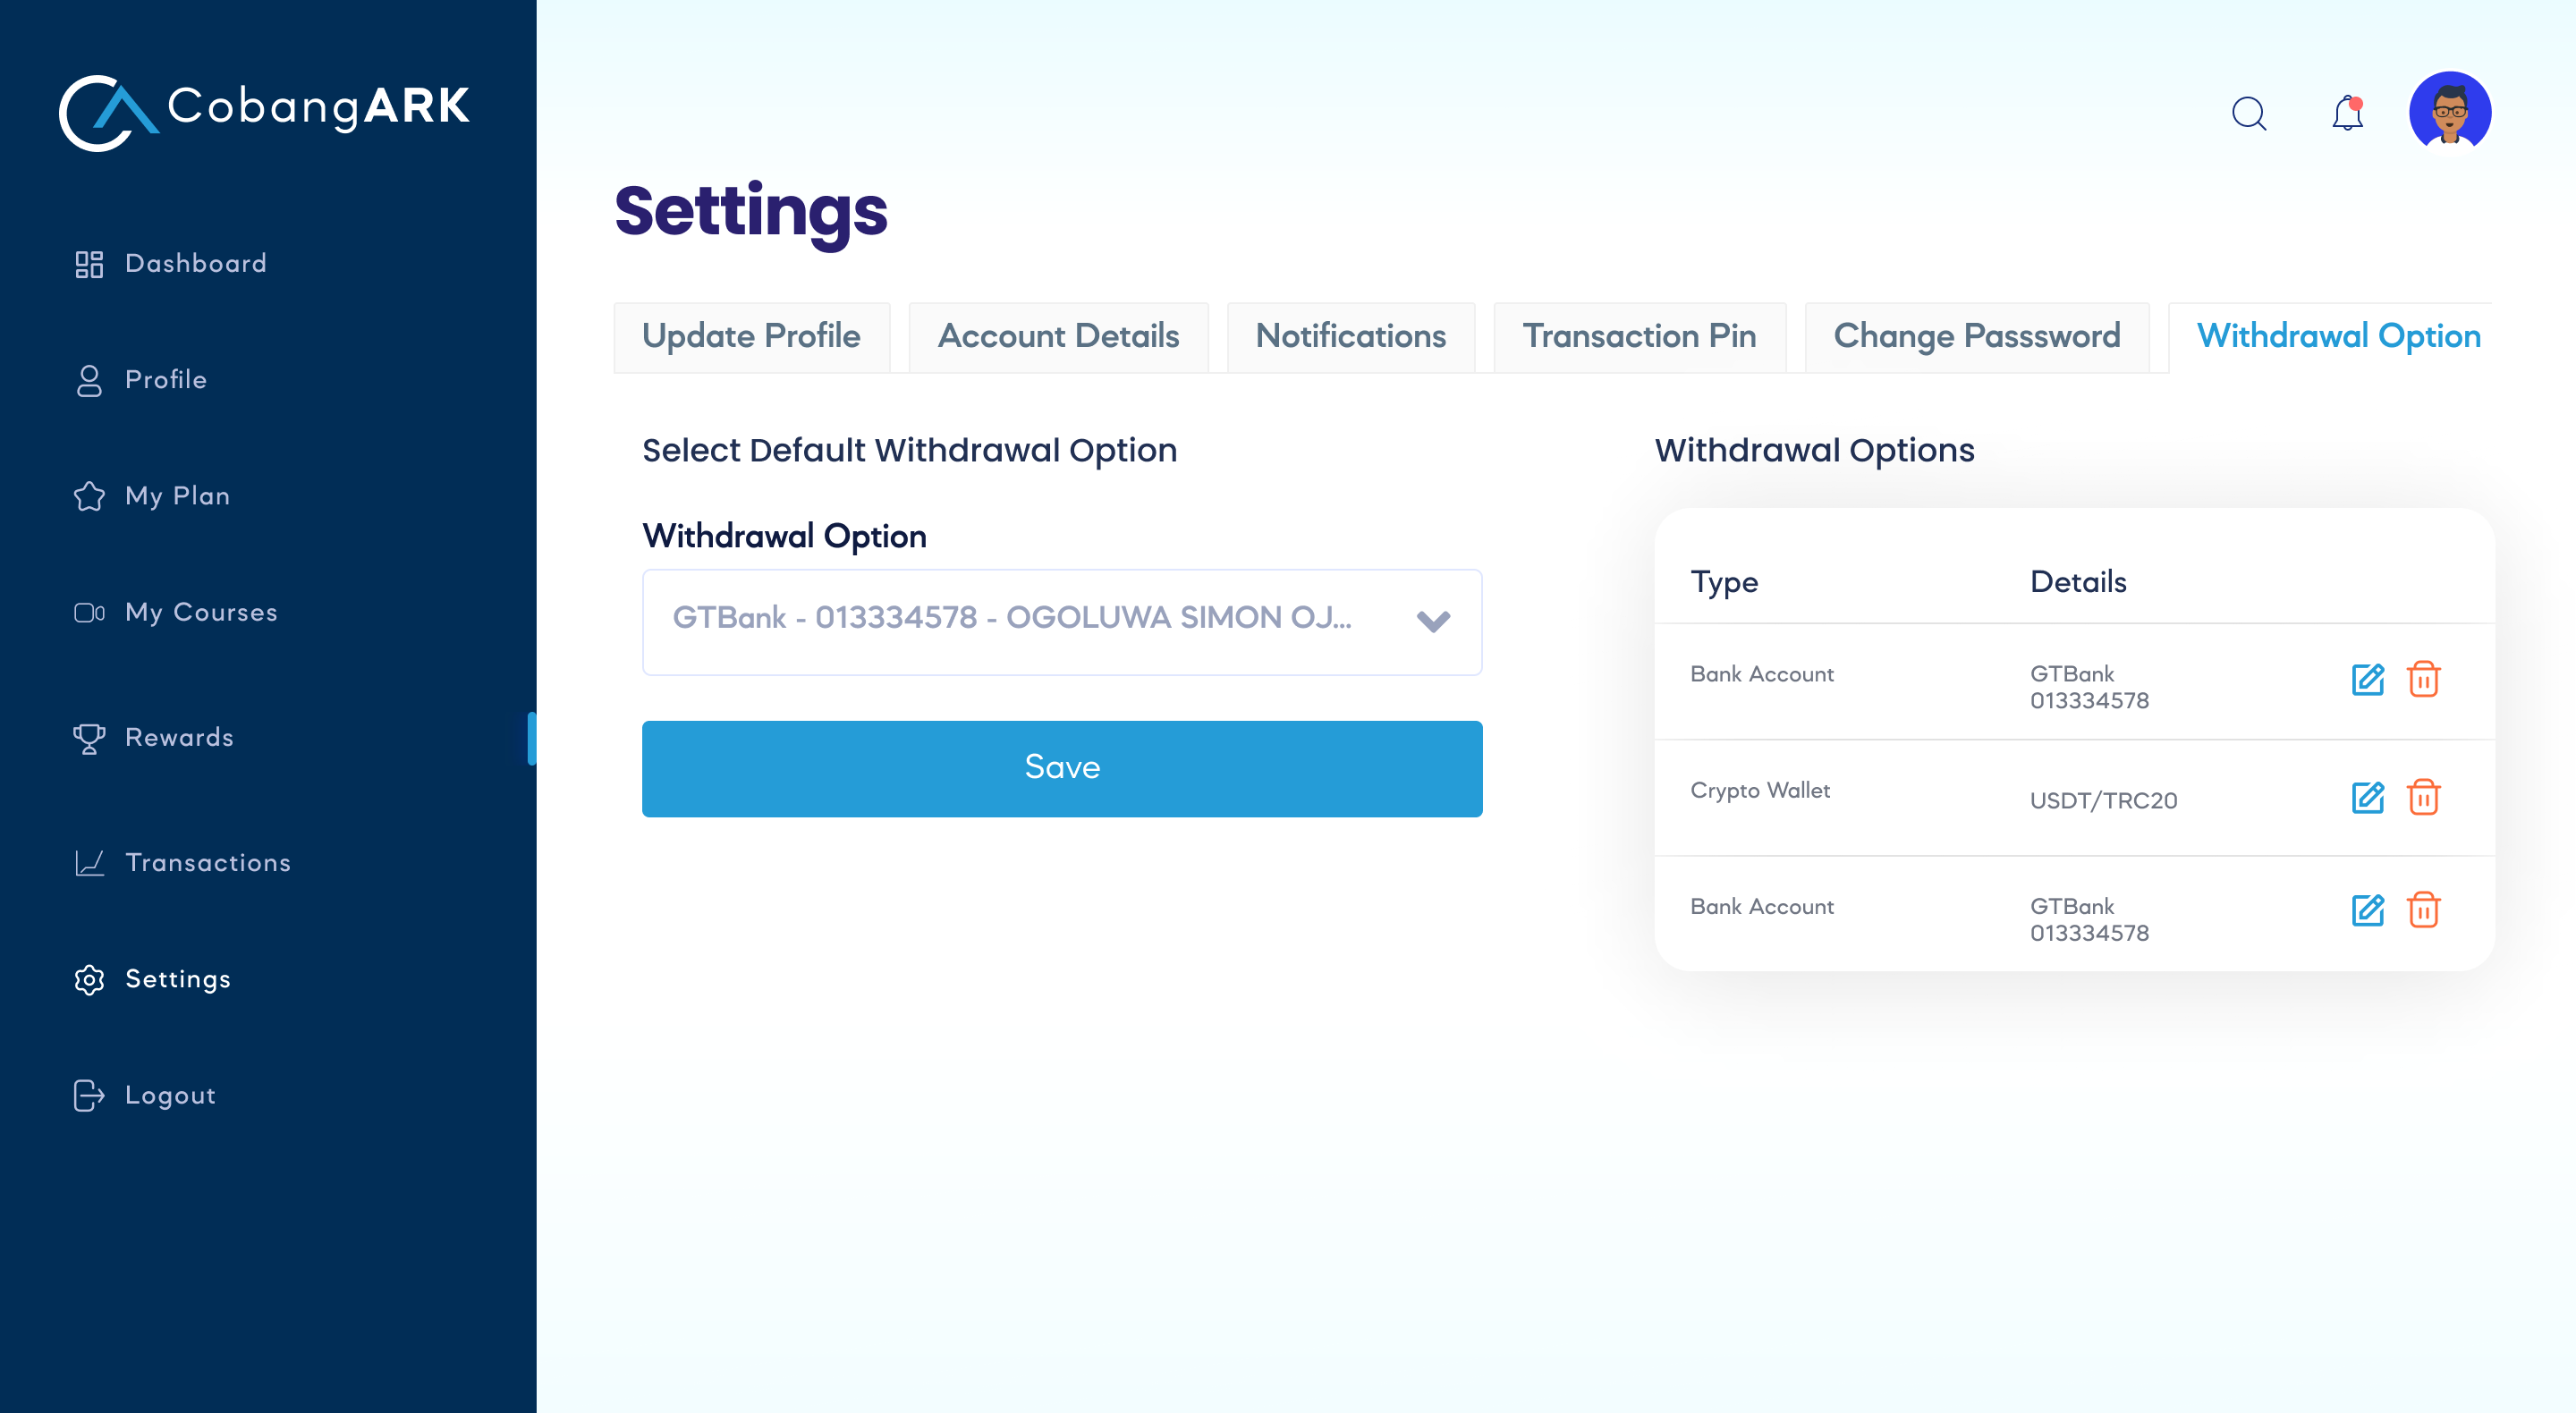 CobangARK
Dashboard
Profile
My Plan
My Courses
Rewards
Transactions
Settings
Logout
Settings
Update Profile
Account Details
Notifications
Transaction Pin
Change Passsword
Withdrawal Option
Select Default Withdrawal Option
Withdrawal Option
GTBank - 013334578 - OGOLUWA SIMON OJ...
Save
Withdrawal Options
Type Details
Bank Account GTBank
013334578
Crypto Wallet USDT/TRC20
Bank Account GTBank
013334578